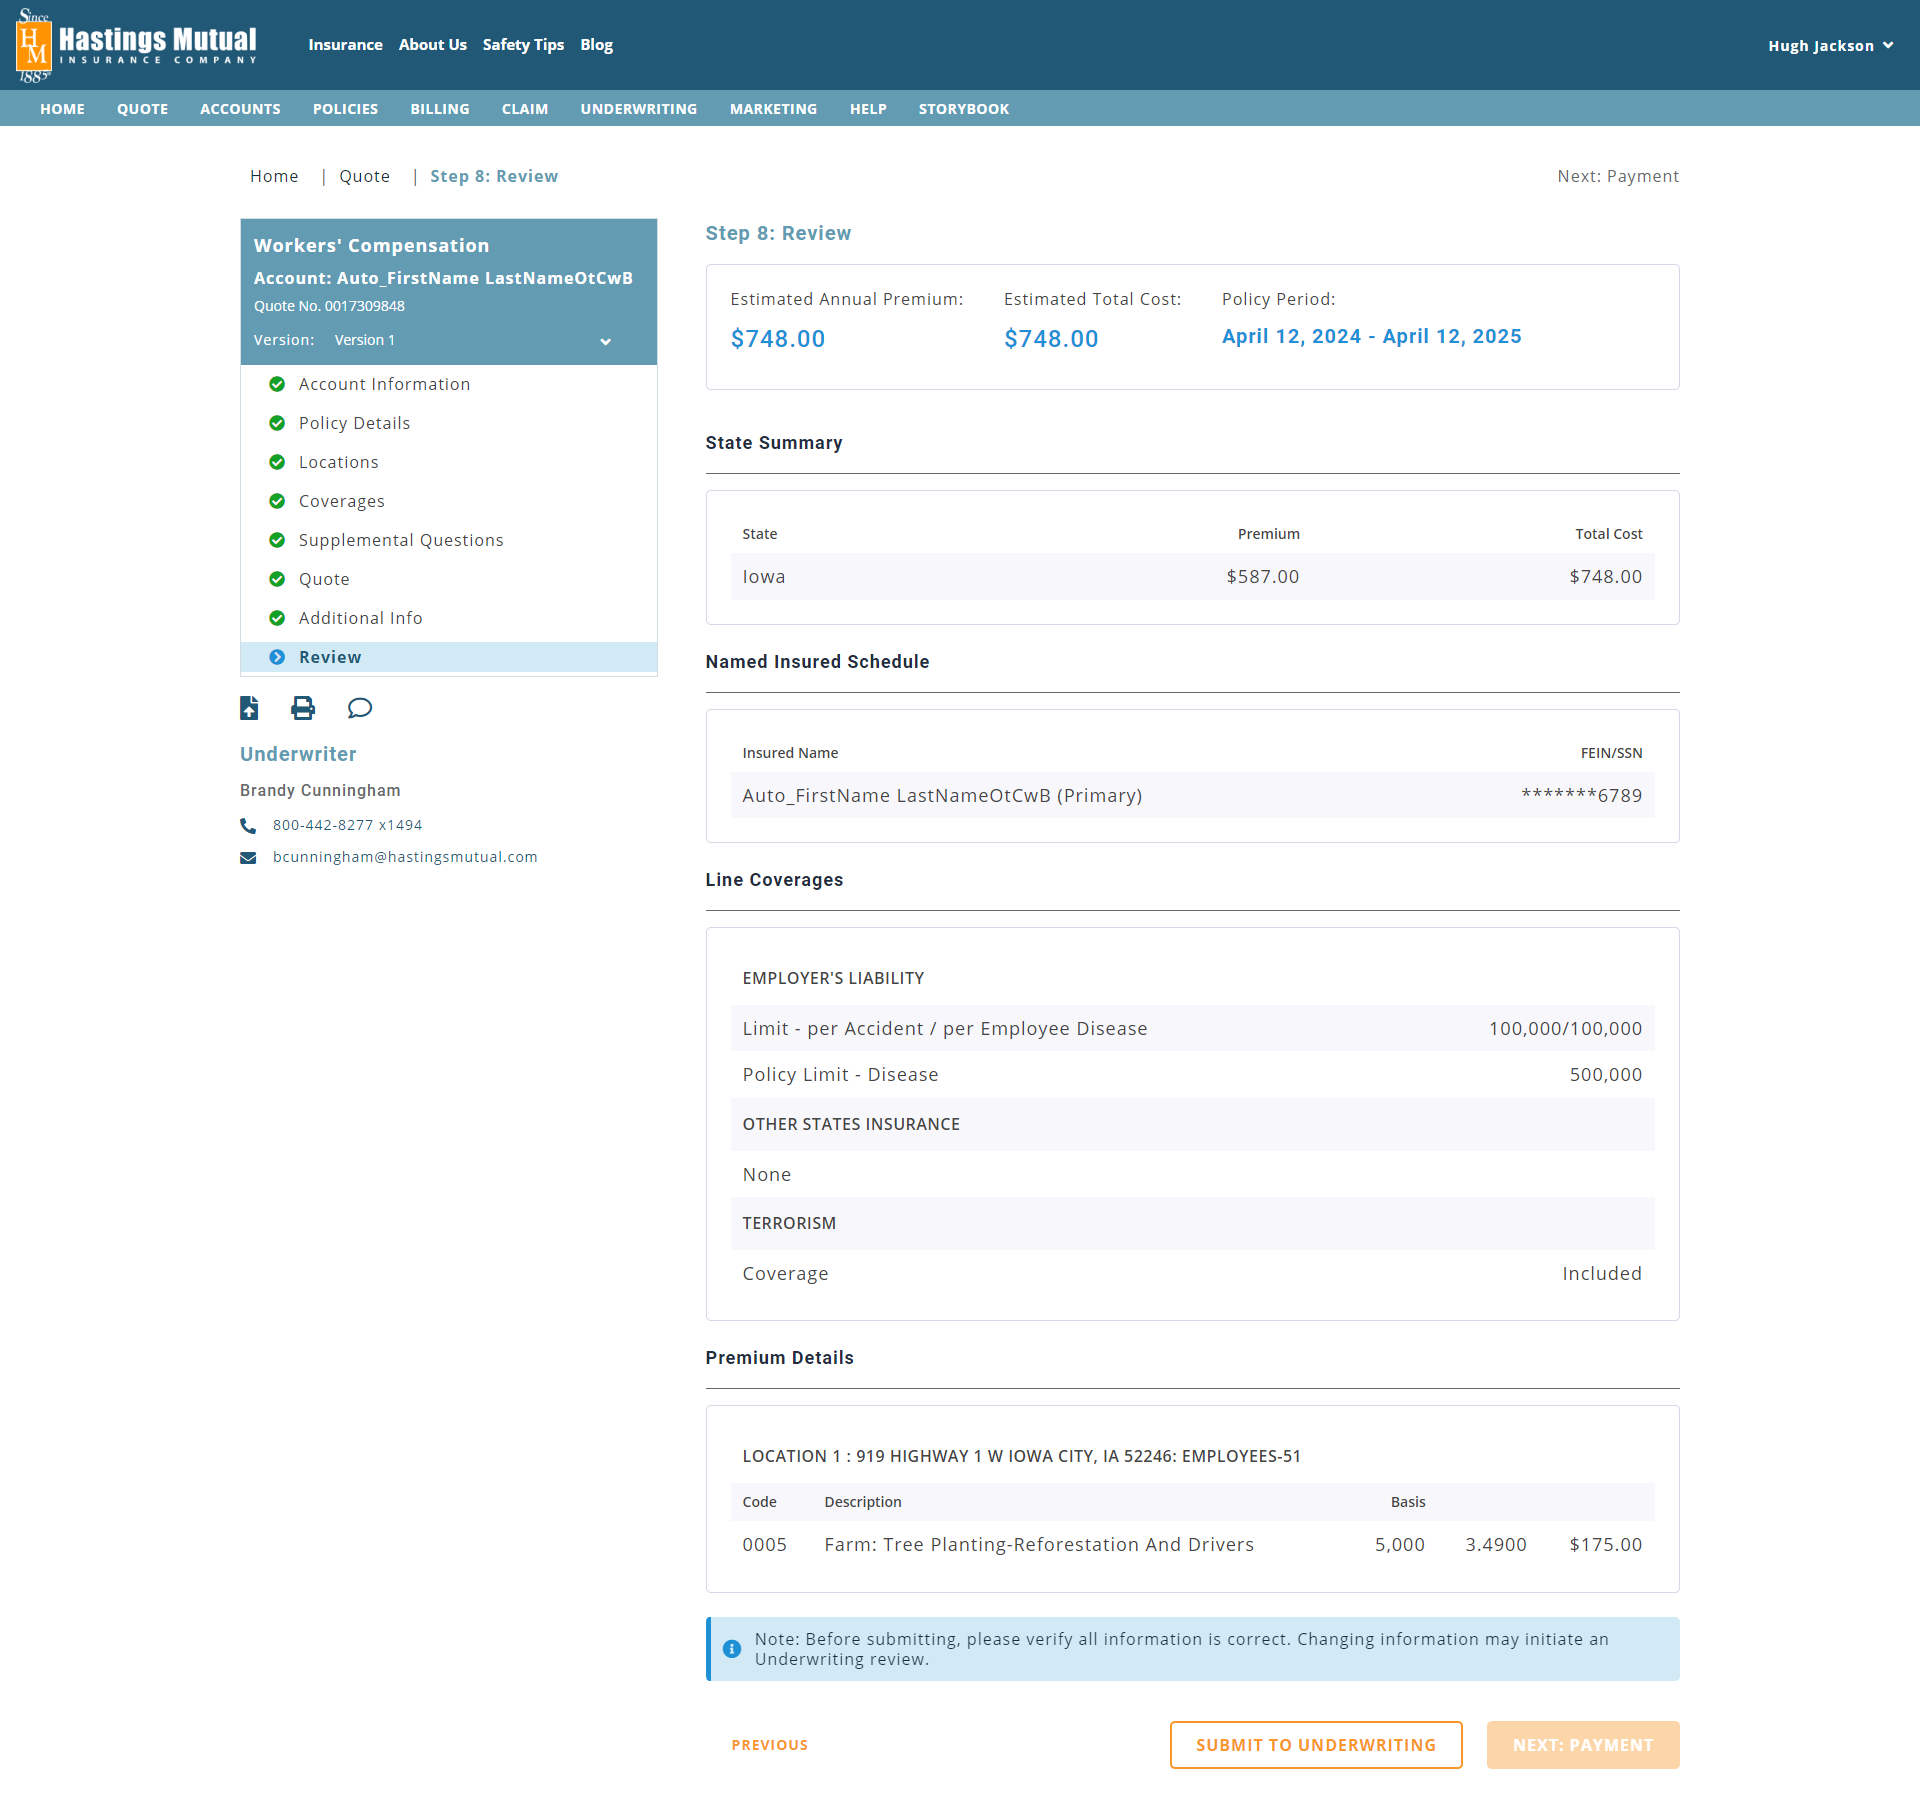 Since
HM
1885
Hastings Mutual
INSURANCE COMPANY
Insurance About Us Safety Tips Blog
Hugh Jackson
HOME QUOTE ACCOUNTS POLICIES BILLING CLAIM UNDERWRITING MARKETING HELP STORYBOOK
Home | Quote | Step 8: Review
Next: Payment
Workers' Compensation
Account: Auto_FirstName LastNameOtCwB
Quote No. 0017309848
Version: Version 1
Account Information
Policy Details
Locations
Coverages
Supplemental Questions
Quote
Additional Info
Review
Underwriter
Brandy Cunningham
800-442-8277 x1494
bcunningham@hastingsmutual.com
Step 8: Review
Estimated Annual Premium: Estimated Total Cost: Policy Period:
$748.00 $748.00 April 12, 2024 - April 12, 2025
State Summary
State Premium Total Cost
Iowa $587.00 $748.00
Named Insured Schedule
Insured Name FEIN/SSN
Auto_FirstName LastNameOtCwB (Primary) *******6789
Line Coverages
EMPLOYER'S LIABILITY
Limit - per Accident / per Employee Disease 100,000/100,000
Policy Limit - Disease 500,000
OTHER STATES INSURANCE
None
TERRORISM
Coverage Included
Premium Details
LOCATION 1 : 919 HIGHWAY 1 W IOWA CITY, IA 52246: EMPLOYEES-51
Code Description Basis
0005 Farm: Tree Planting-Reforestation And Drivers 5,000 3.4900 $175.00
Note: Before submitting, please verify all information is correct. Changing information may initiate an
Underwriting review.
PREVIOUS SUBMIT TO UNDERWRITING NEXT: PAYMENT